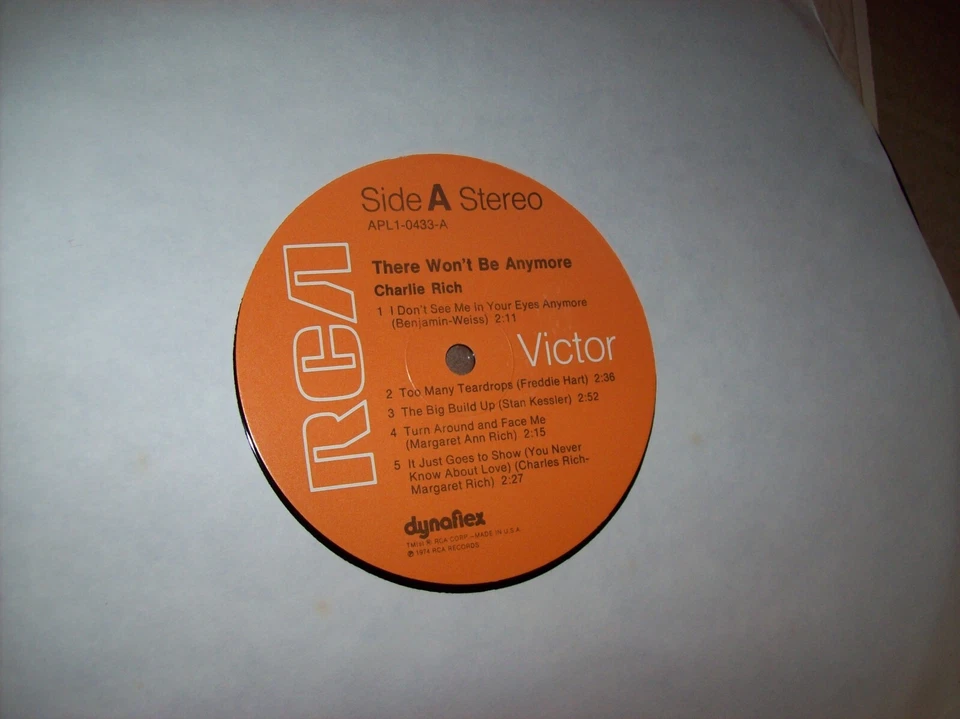 Side A Stereo
APL1-0433-A
RCA
There Won't Be Anymore
Charlie Rich
1 I Don't See Me in Your Eyes Anymore
(Benjamin-Weiss) 2:11
Victor
2 Too Many Teardrops (Freddie Hart) 2:36
3 The Big Build Up (Stan Kessler) 2:52
4 Turn Around and Face Me
(Margaret Ann Rich) 2:15
5 It Just Goes to Show (You Never
Know About Love) (Charles Rich-
Margaret Rich) 2:27
dynaflex
TM(s) ® RCA CORP.—MADE IN U.S.A.
℗ 1974 RCA RECORDS